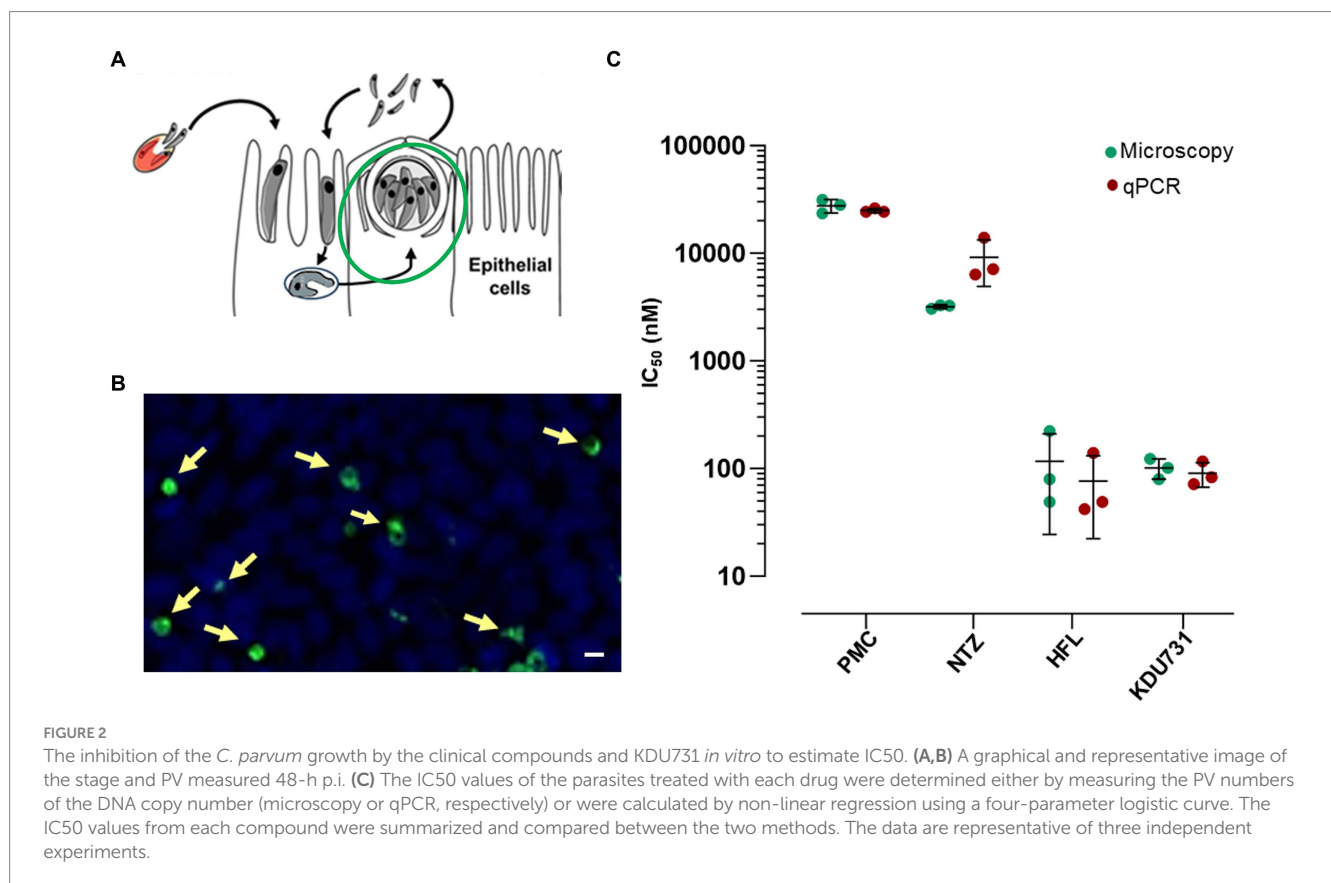 A
Epithelial
cells
B
C
IC50 (nM)
100000
10000
1000
100
10
Microscopy
qPCR
PMC
NTZ
HFL
KDU731
FIGURE 2
The inhibition of the C. parvum growth by the clinical compounds and KDU731 in vitro to estimate IC50. (A,B) A graphical and representative image of
the stage and PV measured 48-h p.i. (C) The IC50 values of the parasites treated with each drug were determined either by measuring the PV numbers
of the DNA copy number (microscopy or qPCR, respectively) or were calculated by non-linear regression using a four-parameter logistic curve. The
IC50 values from each compound were summarized and compared between the two methods. The data are representative of three independent
experiments.